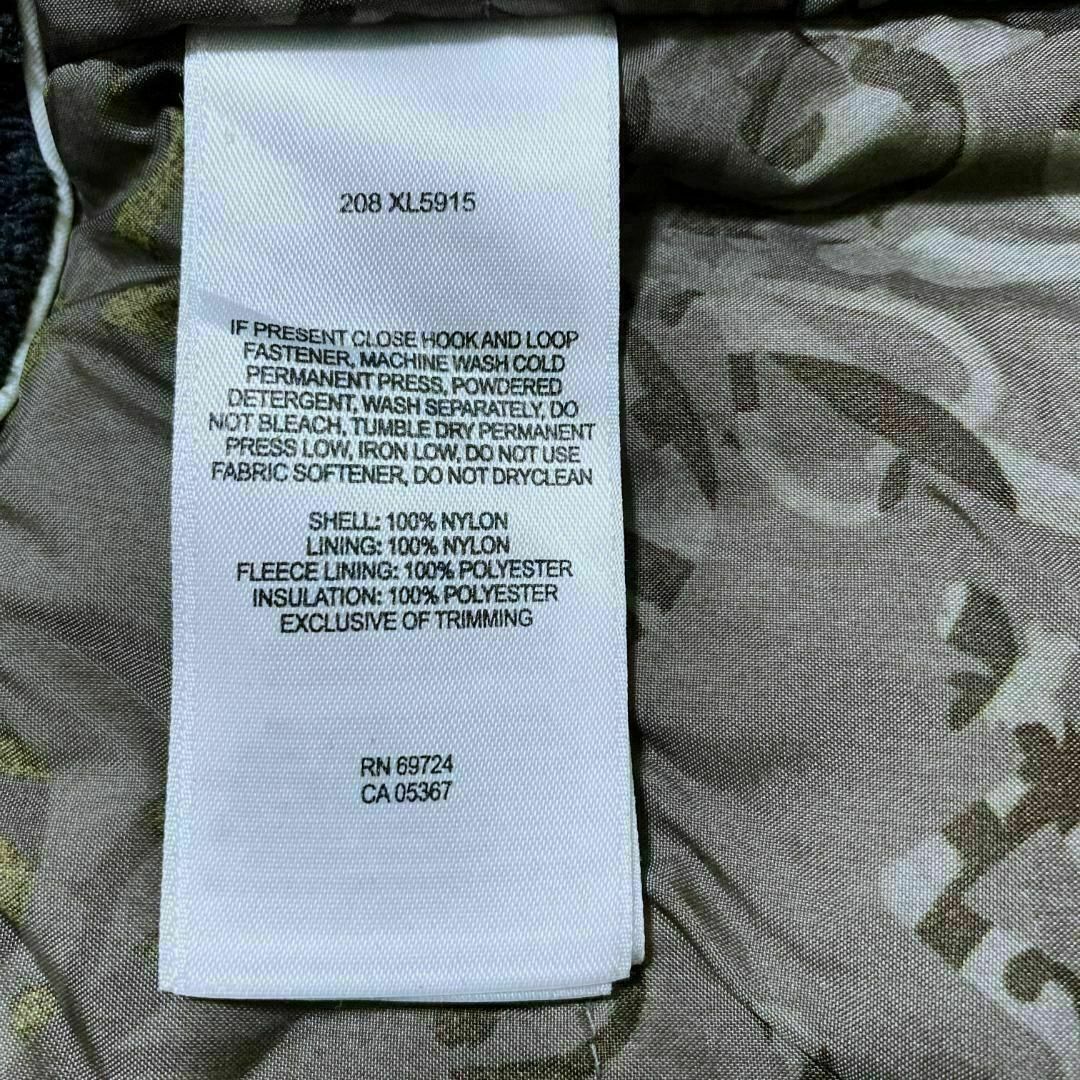 208 XL5915
IF PRESENT CLOSE HOOK AND LOOP
FASTENER, MACHINE WASH COLD
PERMANENT PRESS, POWDERED
DETERGENT, WASH SEPARATELY, DO
NOT BLEACH, TUMBLE DRY PERMANENT
PRESS LOW, IRON LOW, DO NOT USE
FABRIC SOFTENER, DO NOT DRYCLEAN
SHELL: 100% NYLON
LINING: 100% NYLON
FLEECE LINING: 100% POLYESTER
INSULATION: 100% POLYESTER
EXCLUSIVE OF TRIMMING
RN 69724
CA 05367